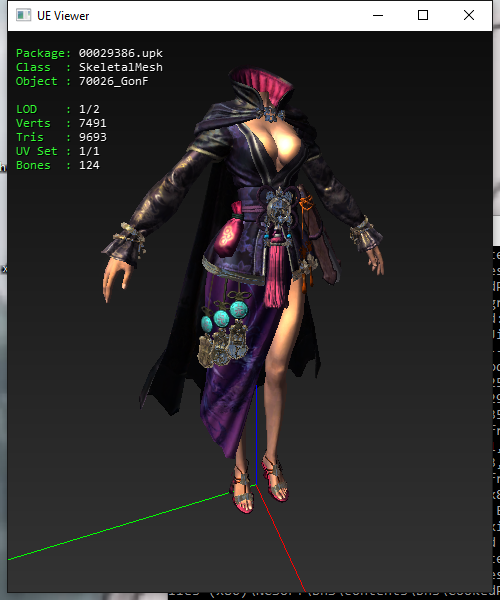 UE Viewer
Package: 00029386.upk
Class : SkeletalMesh
Object : 70026_GonF
LOD : 1/2
Verts : 7491
Tris : 9693
UV Set : 1/1
Bones : 124